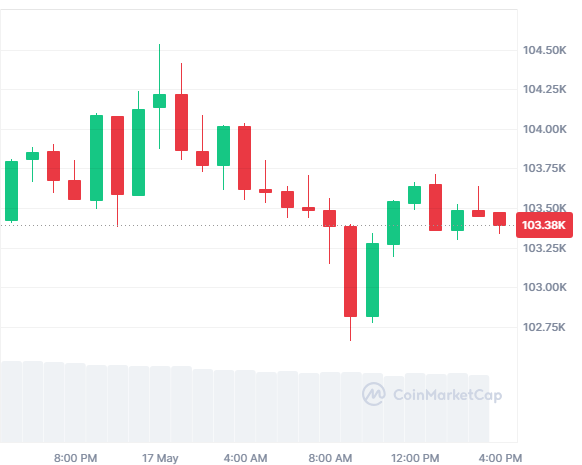 104.50K
104.25K
104.00K
103.75K
103.50K
103.38K
103.25K
103.00K
102.75K
CoinMarketCap
8:00 PM 17 May 4:00 AM 8:00 AM 12:00 PM 4:00 PM